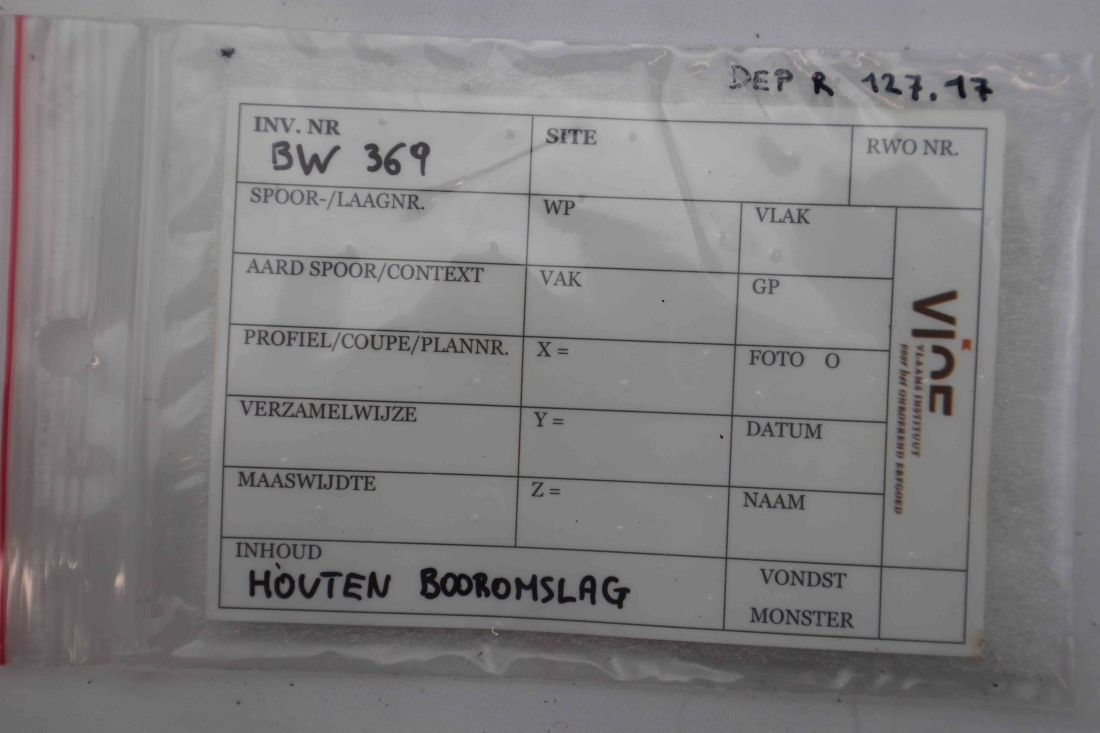 DEP R 127.17
INV. NR
BW 369
SITE
RWO NR.
SPOOR-/LAAGNR.
WP
VLAK
AARD SPOOR/CONTEXT
VAK
GP
PROFIEL/COUPE/PLANNR.
X =
FOTO O
VERZAMELWIJZE
Y =
DATUM
MAASWIJDTE
Z =
NAAM
INHOUD
HOUTEN BOOROMSLAG
VONDST
MONSTER
VIOE
VLAAMS INSTITUUT
voor het ONROEREND ERFGOED